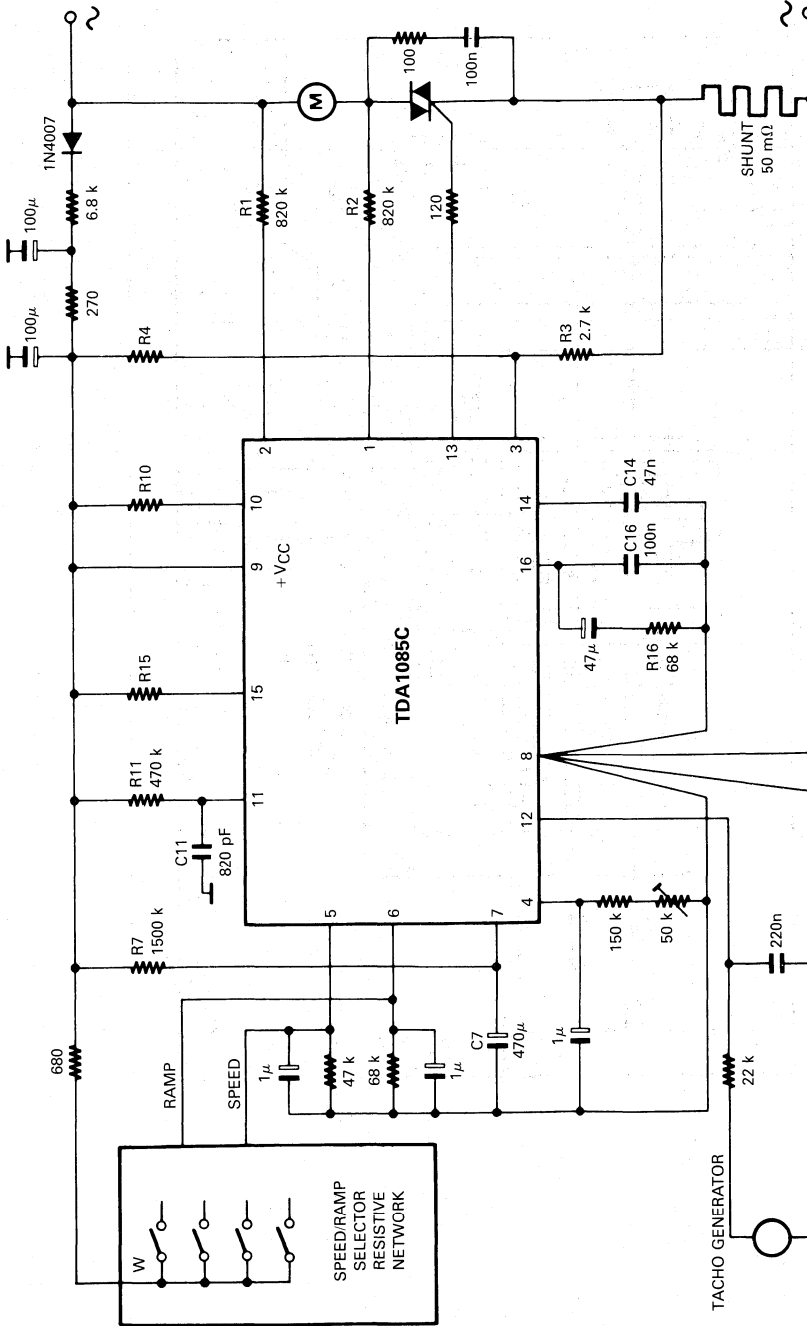 SPEED/RAMP
SELECTOR
RESISTIVE
NETWORK
W
680
RAMP
SPEED
R7
1500 k
C11
820 pF
R11
470 k
R15
R10
R4
100μ
270
100μ
6.8 k
1N4007
~
1μ
47 k
68 k
1μ
C7
470μ
1μ
5
6
7
11
15
9
+VCC
10
2
1
13
3
TDA1085C
4
12
8
16
14
R1
820 k
R2
820 k
120
M
100
100n
R3
2.7 k
150 k
50 k
47μ
R16
68 k
C16
100n
C14
47n
SHUNT
50 mΩ
~
TACHO GENERATOR
22 k
220n